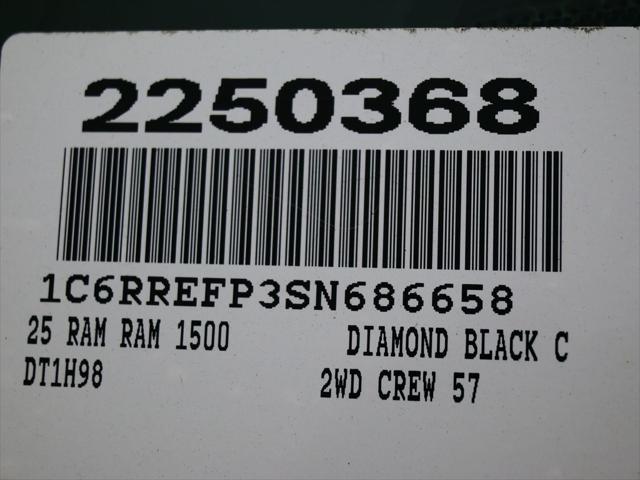 2250368
1C6RREFP3SN686658
25 RAM RAM 1500 DIAMOND BLACK C
DT1H98 2WD CREW 57